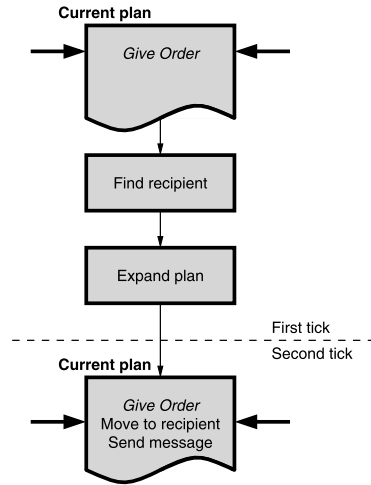 Current plan
Give Order
Find recipient
Expand plan
First tick
Second tick
Current plan
Give Order
Move to recipient
Send message